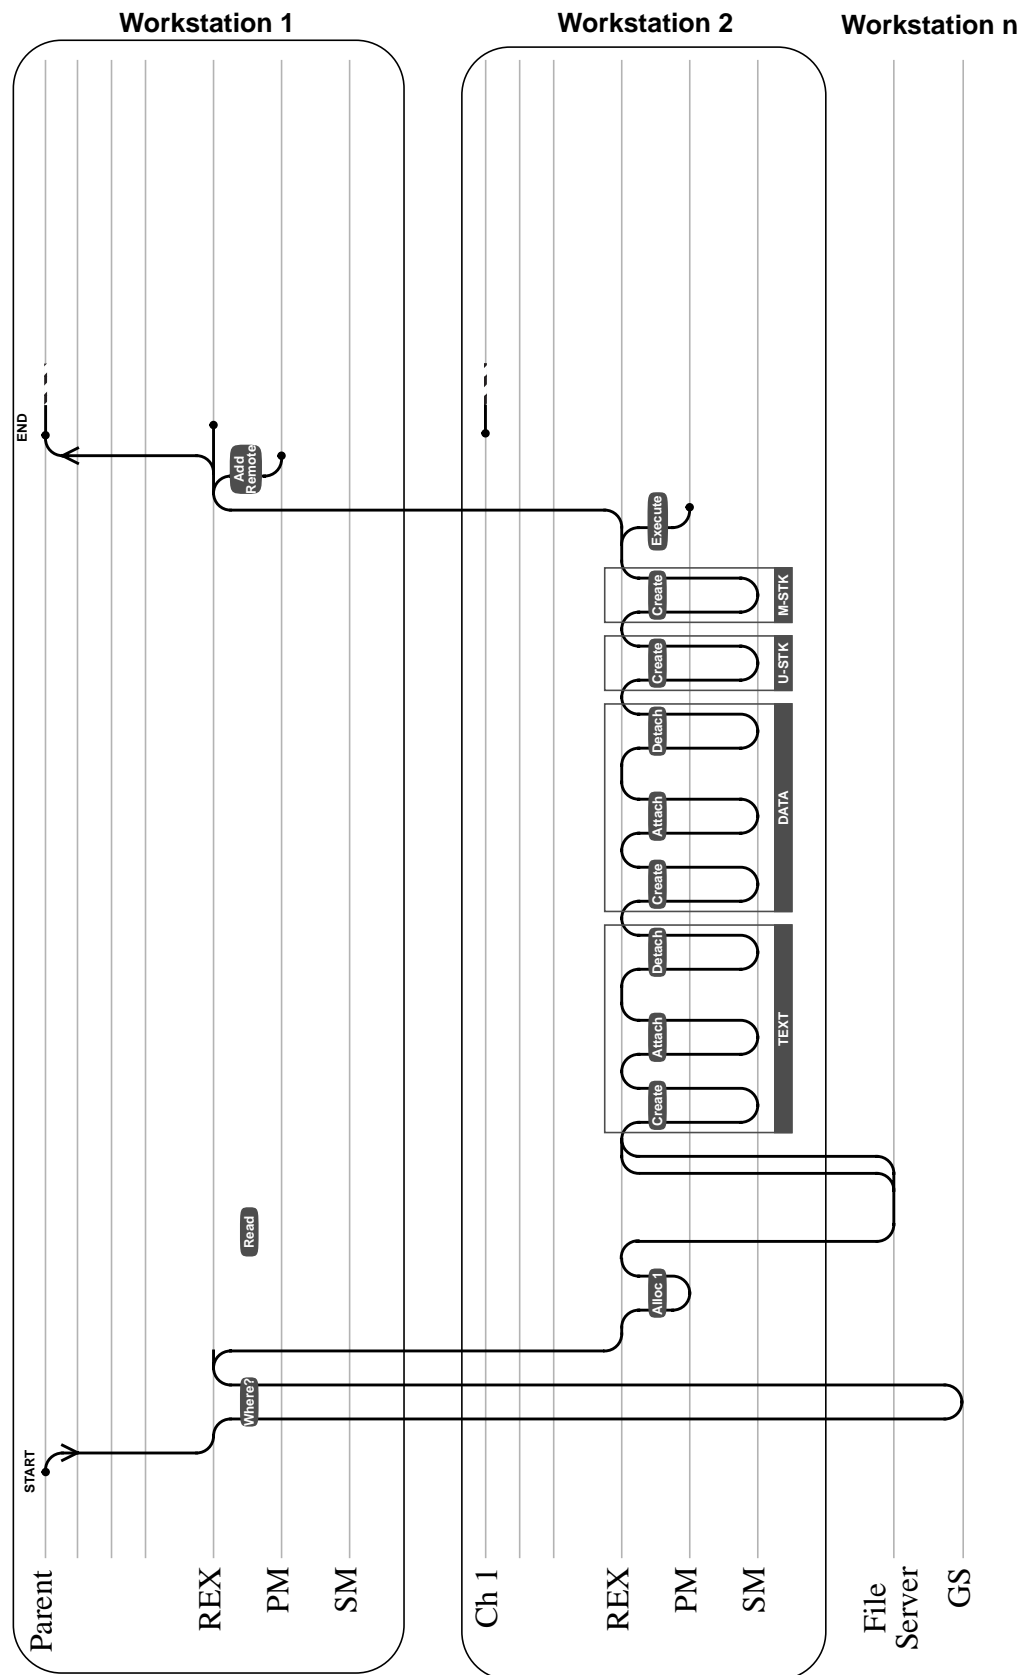 Workstation 1
Workstation 2
Workstation n
END
Add
Remote
Execute
Create
M-STK
Create
U-STK
Detach
Attach
DATA
Create
Detach
Attach
TEXT
Create
Read
Alloc 1
Where?
START
Parent
REX
PM
SM
Ch 1
REX
PM
SM
File
Server
GS